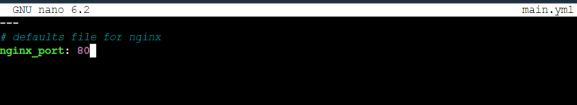 GNU nano 6.2 main.yml
---
# defaults file for nginx
nginx_port: 80